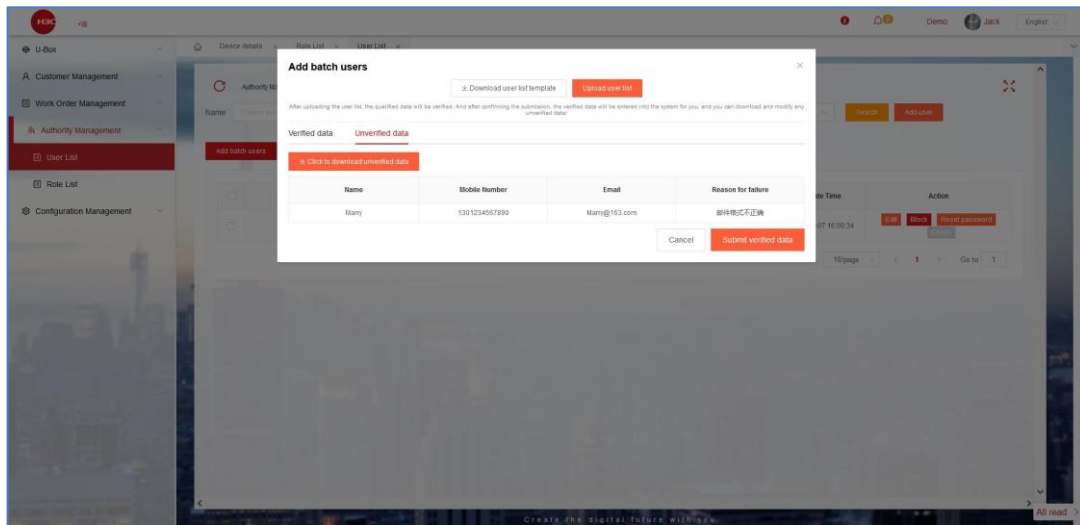 H3C
Demo
Jack
English
U-Box
Device details
Role List
User List
Customer Management
Work Order Management
Authority Management
User List
Role List
Configuration Management
Name
Search
Add user
Add batch users
Add batch users
Download user list template
Upload user list
After uploading the user list, the qualified data will be verified. And after confirming the submission, the verified data will be entered into the system for you, and you can download and modify any
unverified data!
Verified data
Unverified data
Click to download unverified data
Name
Mobile Number
Email
Reason for failure
Marry
1301234567890
Marry@163.com
邮件格式不正确
Cancel
Submit verified data
Time
Action
Edit
Block
Reset password
10/page
1
Go to
1
Create the digital future with you
All read